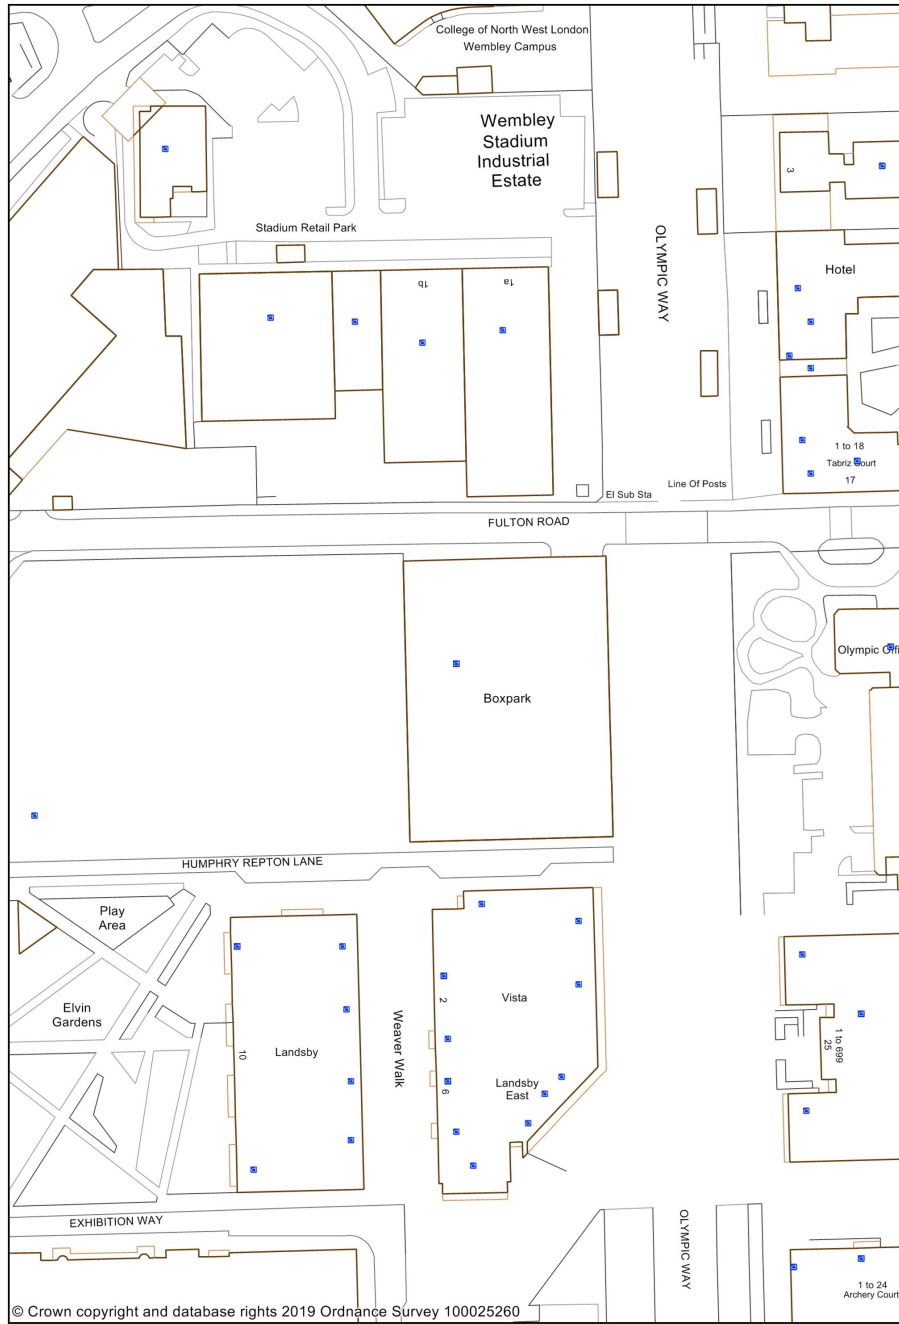 College of North West London
Wembley Campus
Wembley
Stadium
Industrial
Estate
3
Stadium Retail Park
OLYMPIC WAY
Hotel
1b
1a
1 to 18
Tabriz Court
17
El Sub Sta
Line Of Posts
FULTON ROAD
Olympic Offi
Boxpark
HUMPHRY REPTON LANE
Play
Area
Elvin
Gardens
10
Landsby
Weaver Walk
2
Vista
6
Landsby
East
1 to 699
25
EXHIBITION WAY
OLYMPIC WAY
1 to 24
Archery Court
© Crown copyright and database rights 2019 Ordnance Survey 100025260